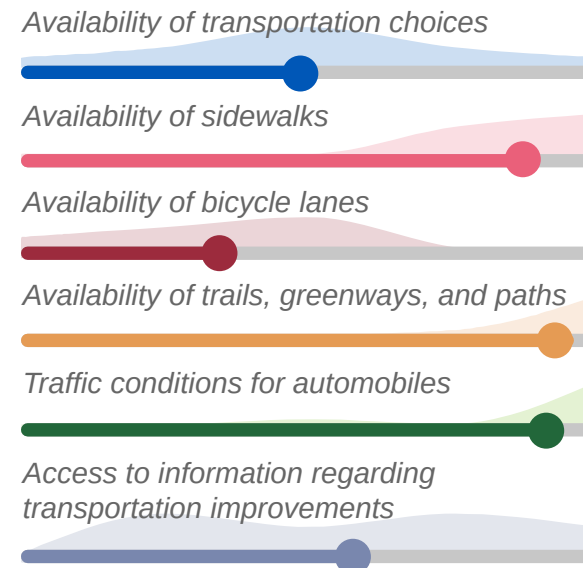 Availability of transportation choices
Availability of sidewalks
Availability of bicycle lanes
Availability of trails, greenways, and paths
Traffic conditions for automobiles
Access to information regarding
transportation improvements